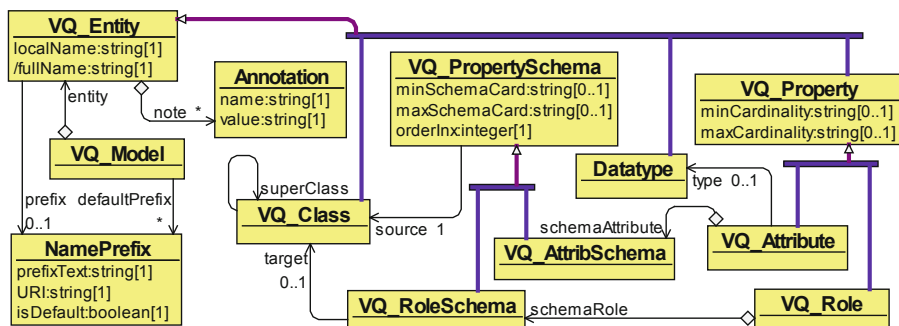 VQ_Entity
localName:string[1]
/fullName:string[1]
Annotation
name:string[1]
value:string[1]
VQ_PropertySchema
minSchemaCard:string[0..1]
maxSchemaCard:string[0..1]
orderInx:integer[1]
VQ_Property
minCardinality:string[0..1]
maxCardinality:string[0..1]
entity
note *
VQ_Model
superClass
Datatype
type 0..1
prefix defaultPrefix
0..1
*
VQ_Class
source 1
schemaAttribute
VQ_Attribute
NamePrefix
prefixText:string[1]
URI:string[1]
isDefault:boolean[1]
target
0..1
VQ_AttribSchema
VQ_RoleSchema
schemaRole
VQ_Role